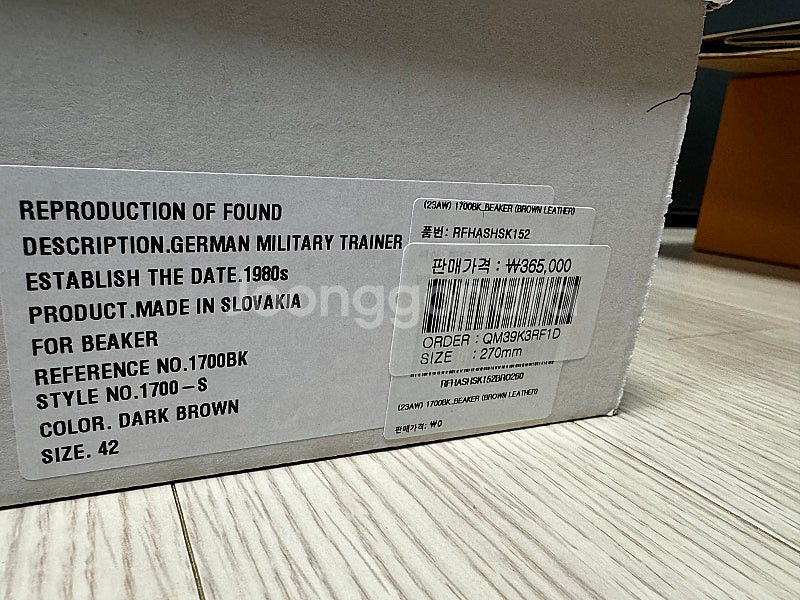 REPRODUCTION OF FOUND
DESCRIPTION.GERMAN MILITARY TRAINER
ESTABLISH THE DATE.1980s
PRODUCT.MADE IN SLOVAKIA
FOR BEAKER
REFERENCE NO.1700BK
STYLE NO.1700-S
COLOR. DARK BROWN
SIZE. 42
(23AW) 1700BK_BEAKER (BROWN LEATHER)
품번: RFHASHSK152
판매가격 : ₩365,000
ORDER : QM39K3RF1D
SIZE : 270mm
RFHASHSK152BRO260
(23AW) 1700BK_BEAKER (BROWN LEATHER)
판매가격: ₩0